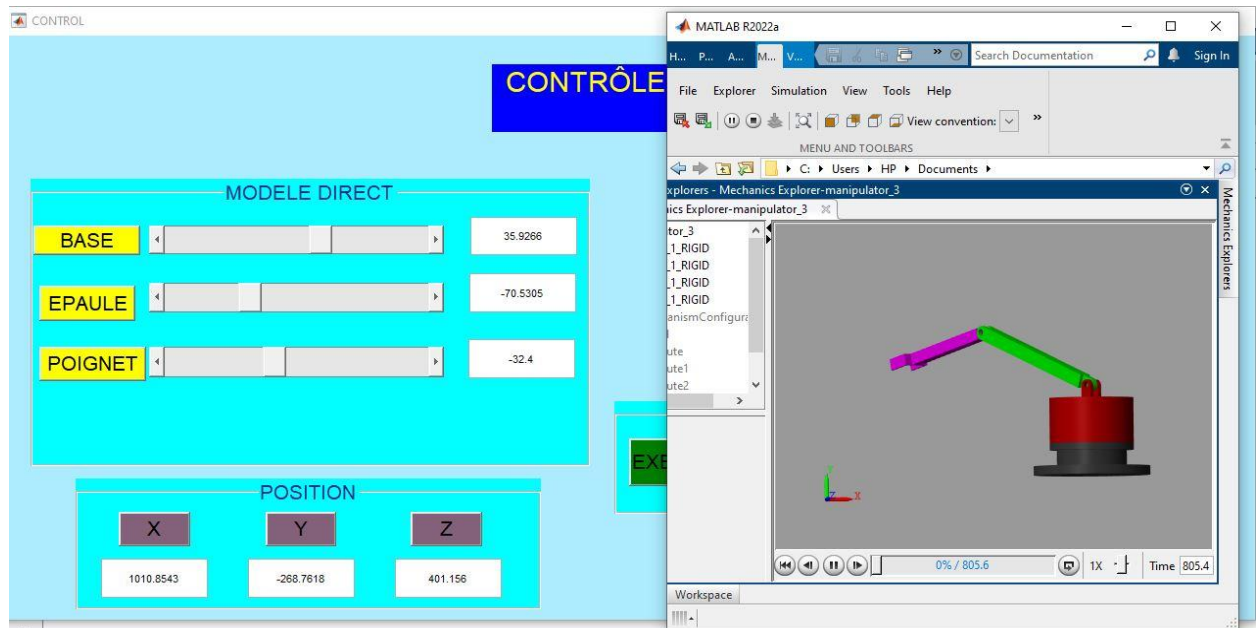 CONTROL
CONTRÔLE
MODELE DIRECT
BASE
35.9266
EPAULE
-70.5305
POIGNET
-32.4
EXE
POSITION
X Y Z
1010.8543 -268.7618 401.156
MATLAB R2022a
H... P... A... M... V... Search Documentation Sign In
File Explorer Simulation View Tools Help
View convention:
MENU AND TOOLBARS
C: Users HP Documents
xplorers - Mechanics Explorer-manipulator_3
ics Explorer-manipulator_3
Mechanics Explorers
tor_3
_1_RIGID
_1_RIGID
_1_RIGID
_1_RIGID
anismConfigura
ute
ute1
ute2
Y
Z X
0% / 805.6 1X Time 805.4
Workspace